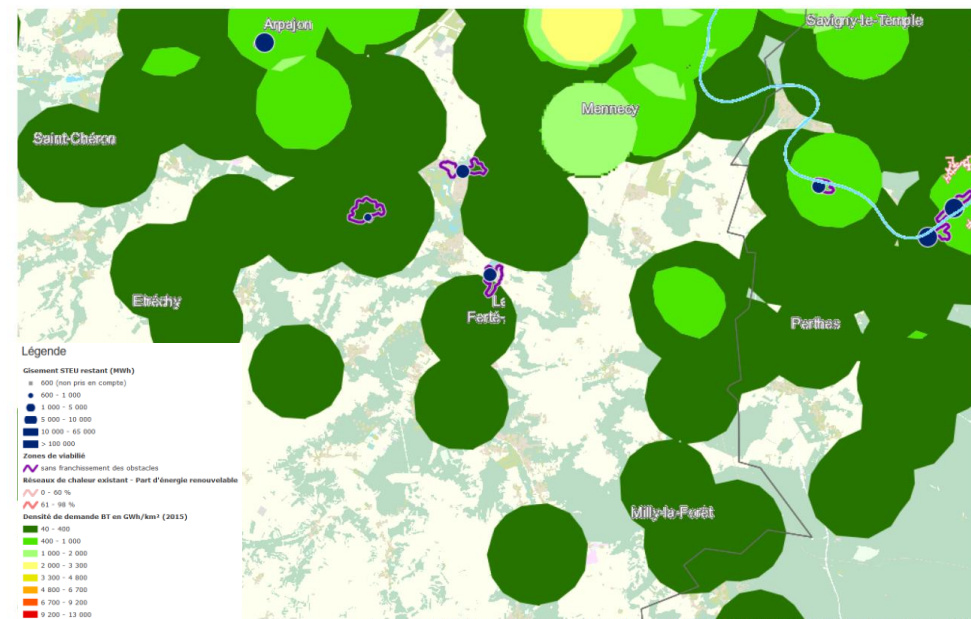 Arpajon
Savigny-le-Temple
Mennecy
Saint-Chéron
Etréchy
La
Ferté-
Perthes
Milly-la-Forêt
Légende
Gisement STEU restant (MWh)
600 (non pris en compte)
600 - 1 000
1 000 - 5 000
5 000 - 10 000
10 000 - 65 000
> 100 000
Zones de viabilié
sans franchissement des obstacles
Réseaux de chaleur existant - Part d'énergie renouvelable
0 - 60 %
61 - 98 %
Densité de demande BT en GWh/km² (2015)
40 - 400
400 - 1 000
1 000 - 2 000
2 000 - 3 300
3 300 - 4 800
4 800 - 6 700
6 700 - 9 200
9 200 - 13 000